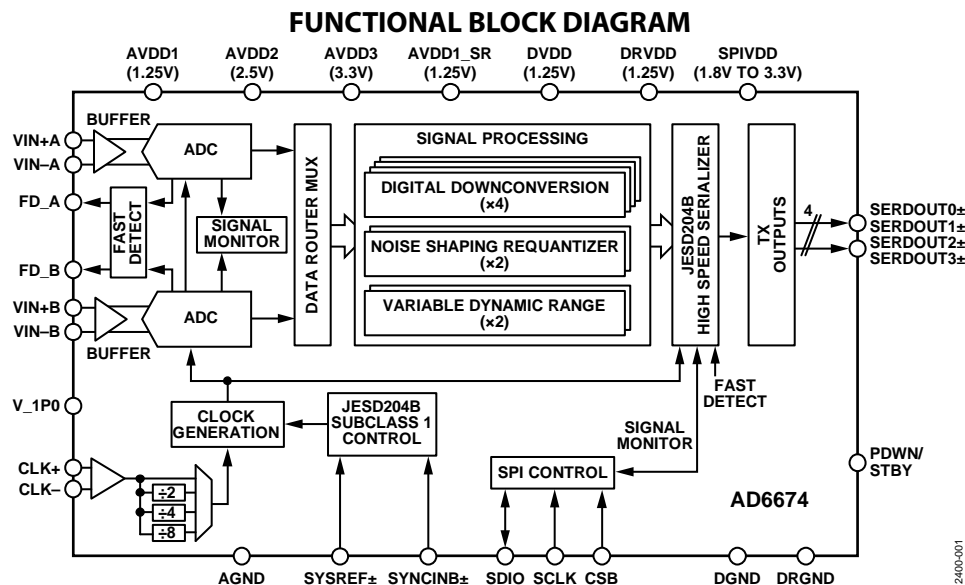 FUNCTIONAL BLOCK DIAGRAM
AVDD1
(1.25V)
AVDD2
(2.5V)
AVDD3
(3.3V)
AVDD1_SR
(1.25V)
DVDD
(1.25V)
DRVDD
(1.25V)
SPIVDD
(1.8V TO 3.3V)
BUFFER
VIN+A
VIN–A
ADC
FD_A
FAST
DETECT
SIGNAL
MONITOR
FD_B
VIN+B
VIN–B
ADC
BUFFER
DATA ROUTER MUX
SIGNAL PROCESSING
DIGITAL DOWNCONVERSION
(×4)
NOISE SHAPING REQUANTIZER
(×2)
VARIABLE DYNAMIC RANGE
(×2)
JESD204B
HIGH SPEED SERIALIZER
TX
OUTPUTS
4
SERDOUT0±
SERDOUT1±
SERDOUT2±
SERDOUT3±
FAST
DETECT
V_1P0
CLOCK
GENERATION
JESD204B
SUBCLASS 1
CONTROL
SIGNAL
MONITOR
CLK+
CLK–
÷2
÷4
÷8
SPI CONTROL
PDWN/
STBY
AD6674
AGND
SYSREF±
SYNCINB±
SDIO
SCLK
CSB
DGND
DRGND
2400-001